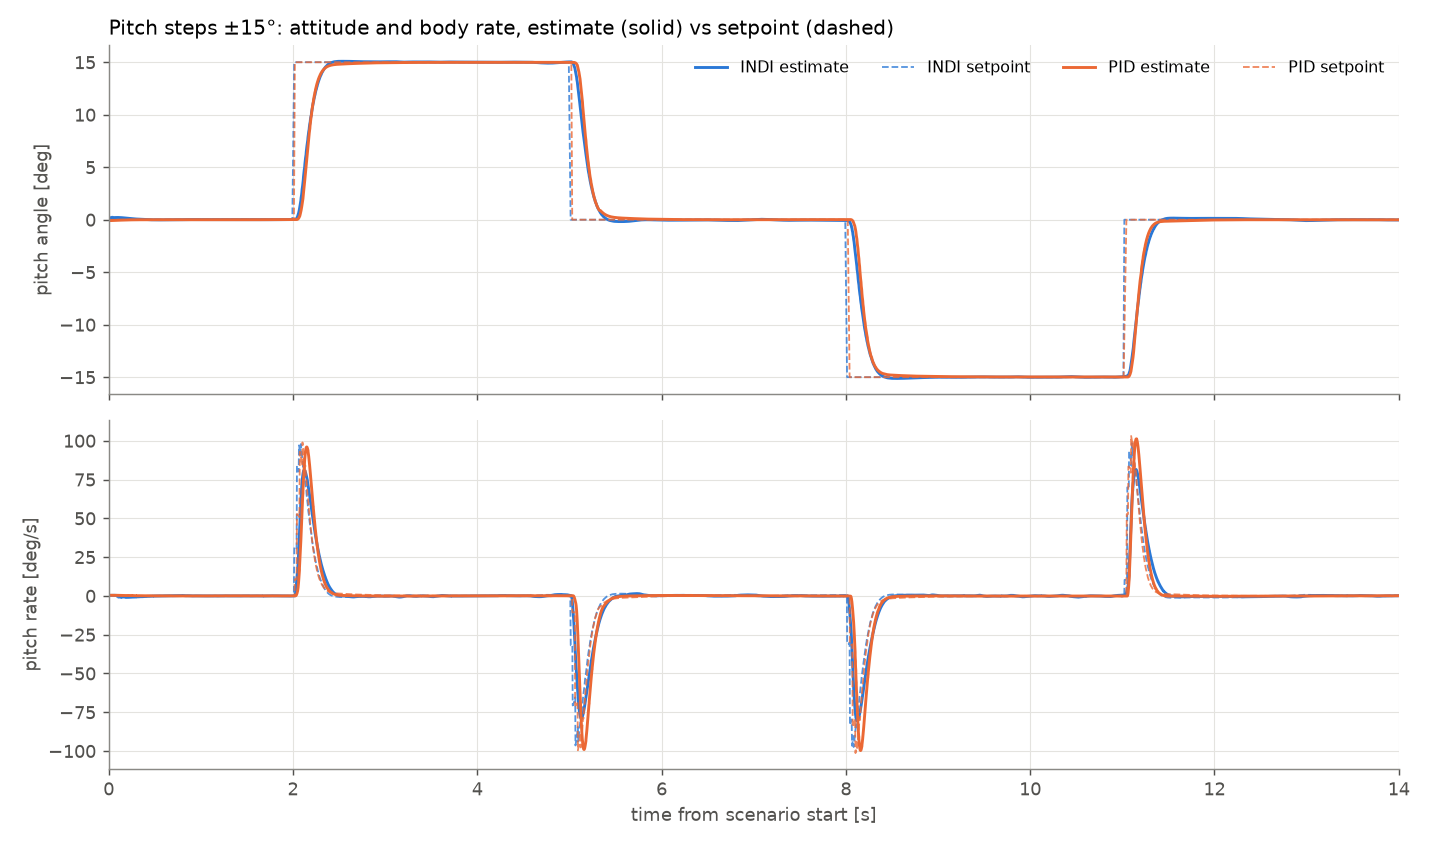 Pitch steps ±15°: attitude and body rate, estimate (solid) vs setpoint (dashed)
INDI estimate
INDI setpoint
PID estimate
PID setpoint
pitch angle [deg]
15
10
5
0
−5
−10
−15
pitch rate [deg/s]
100
75
50
25
0
−25
−50
−75
−100
0 2 4 6 8 10 12 14
time from scenario start [s]